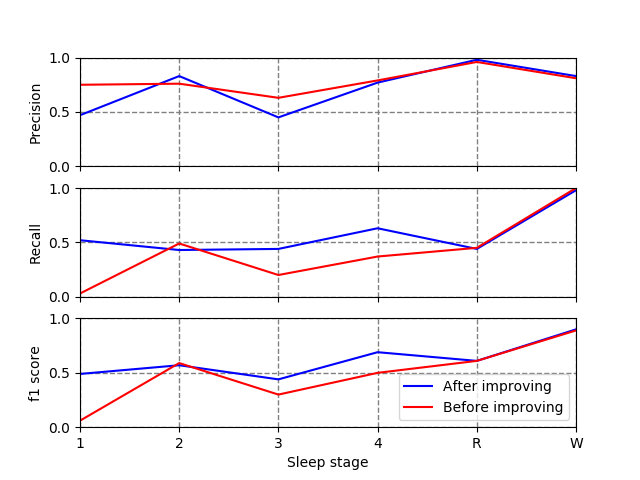 1.0
Precision
0.5
0.0
1.0
Recall
0.5
0.0
1.0
f1 score
0.5
After improving
Before improving
0.0
1 2 3 4 R W
Sleep stage